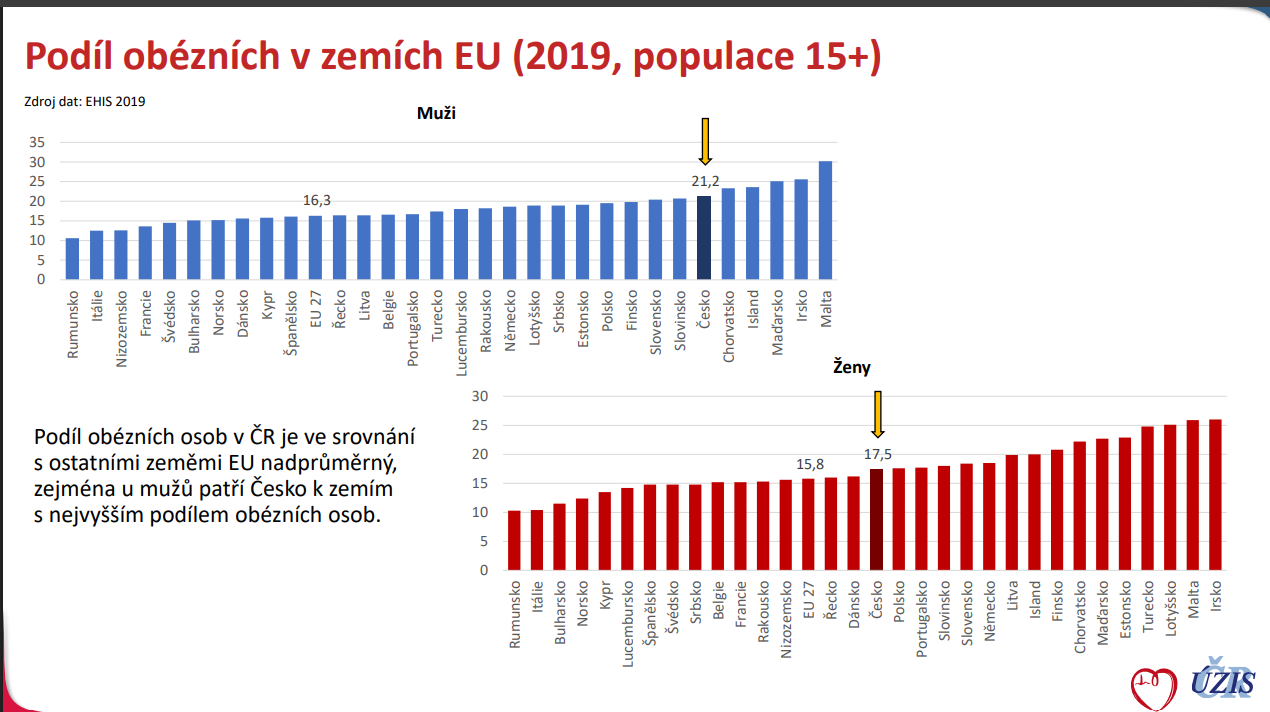 Podíl obézních v zemích EU (2019, populace 15+)
Zdroj dat: EHIS 2019
Muži
35
30
25
20
15
10
5
0
16,3
21,2
Rumunsko
Itálie
Nizozemsko
Francie
Švédsko
Bulharsko
Norsko
Dánsko
Kypr
Španělsko
EU 27
Řecko
Litva
Belgie
Portugalsko
Turecko
Lucembursko
Rakousko
Německo
Lotyšsko
Srbsko
Estonsko
Polsko
Finsko
Slovensko
Slovinsko
Česko
Chorvatsko
Island
Maďarsko
Irsko
Malta
Podíl obézních osob v ČR je ve srovnání
s ostatními zeměmi EU nadprůměrný,
zejména u mužů patří Česko k zemím
s nejvyšším podílem obézních osob.
Ženy
30
25
20
15
10
5
0
15,8
17,5
Rumunsko
Itálie
Bulharsko
Norsko
Kypr
Lucembursko
Španělsko
Švédsko
Srbsko
Belgie
Francie
Rakousko
Nizozemsko
EU 27
Řecko
Dánsko
Česko
Polsko
Portugalsko
Slovinsko
Slovensko
Německo
Litva
Island
Finsko
Chorvatsko
Maďarsko
Estonsko
Turecko
Lotyšsko
Malta
Irsko
ČR
ÚZIS